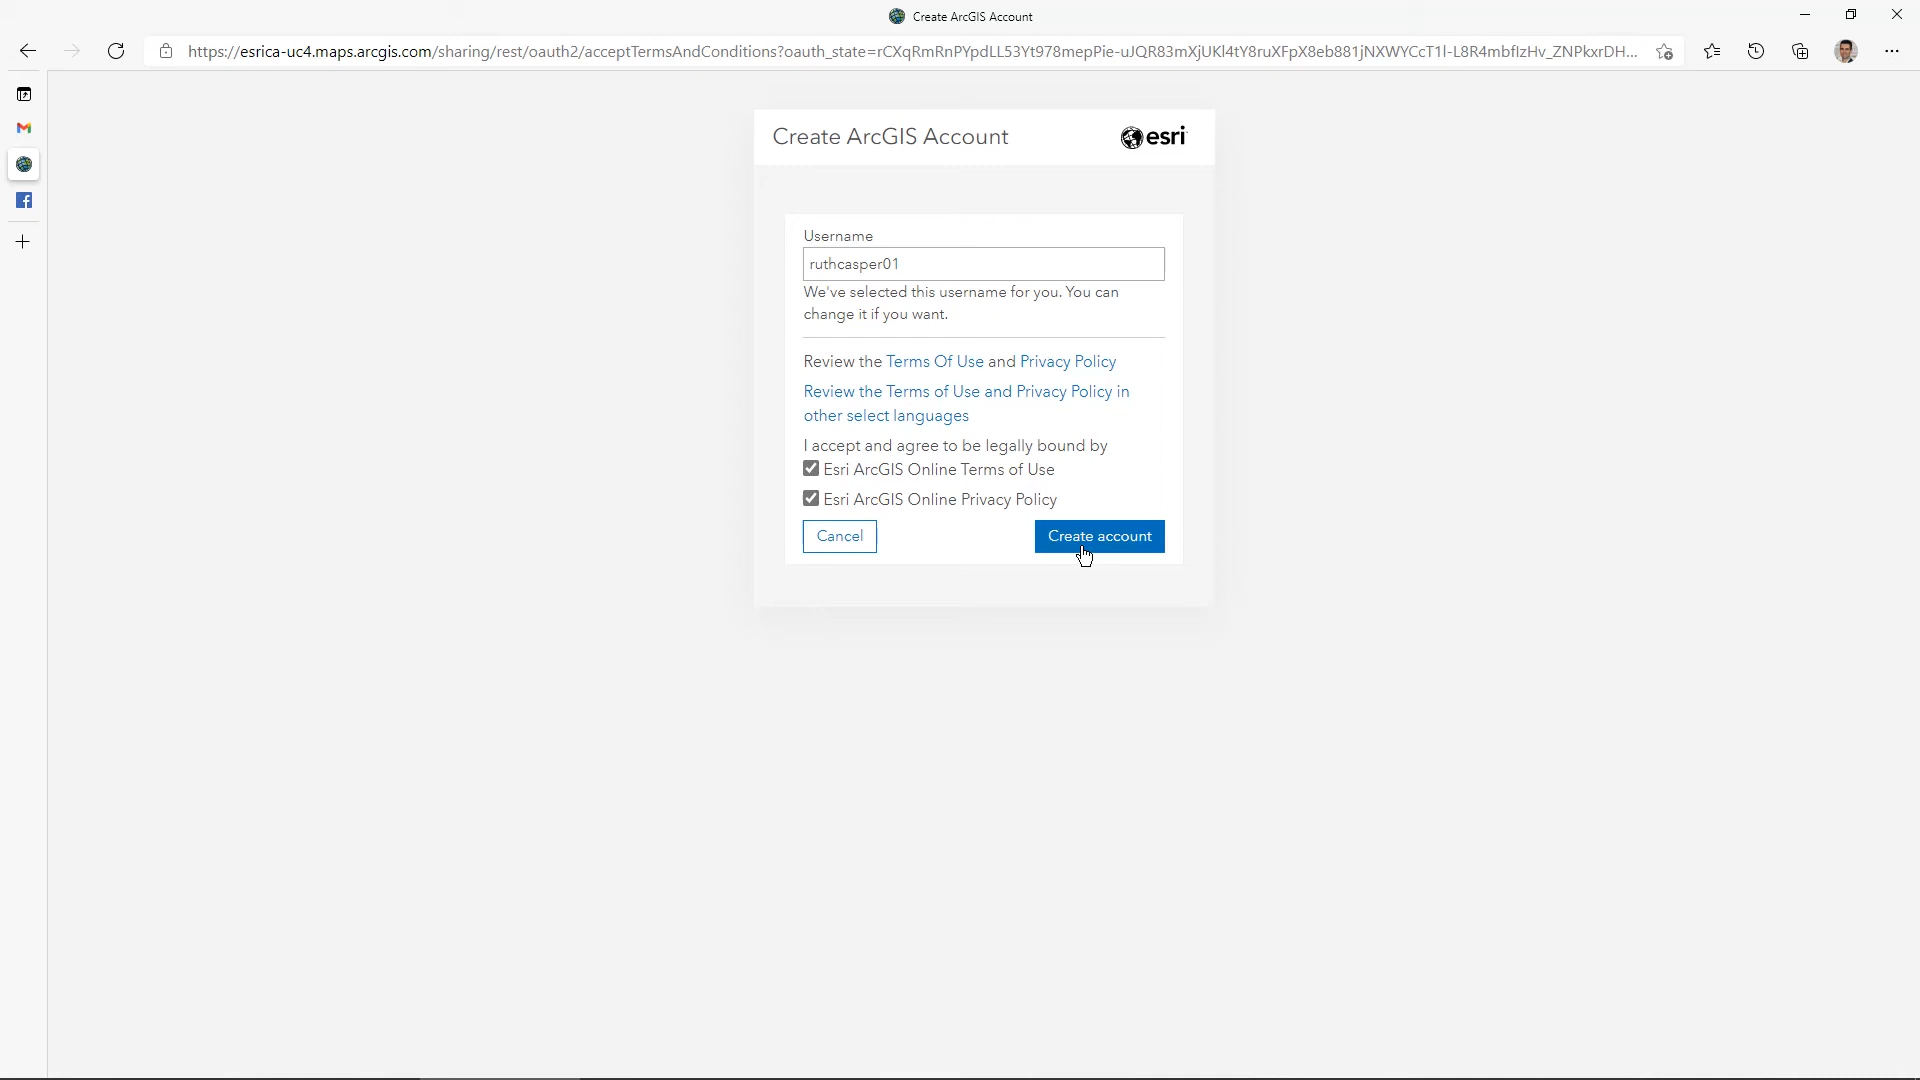 Create ArcGIS Account
https://esrica-uc4.maps.arcgis.com/sharing/rest/oauth2/acceptTermsAndConditions?oauth_state=rCXqRmRnPYpdLL53Yt978mepPie-uJQR83mXjUKl4tY8ruXFpX8eb881jNXWYCcT1l-L8R4mbflzHv_ZNPkxrDH...
Create ArcGIS Account
esri
Username
ruthcasper01
We've selected this username for you. You can
change it if you want.
Review the Terms Of Use and Privacy Policy
Review the Terms of Use and Privacy Policy in
other select languages
I accept and agree to be legally bound by
Esri ArcGIS Online Terms of Use
Esri ArcGIS Online Privacy Policy
Cancel
Create account